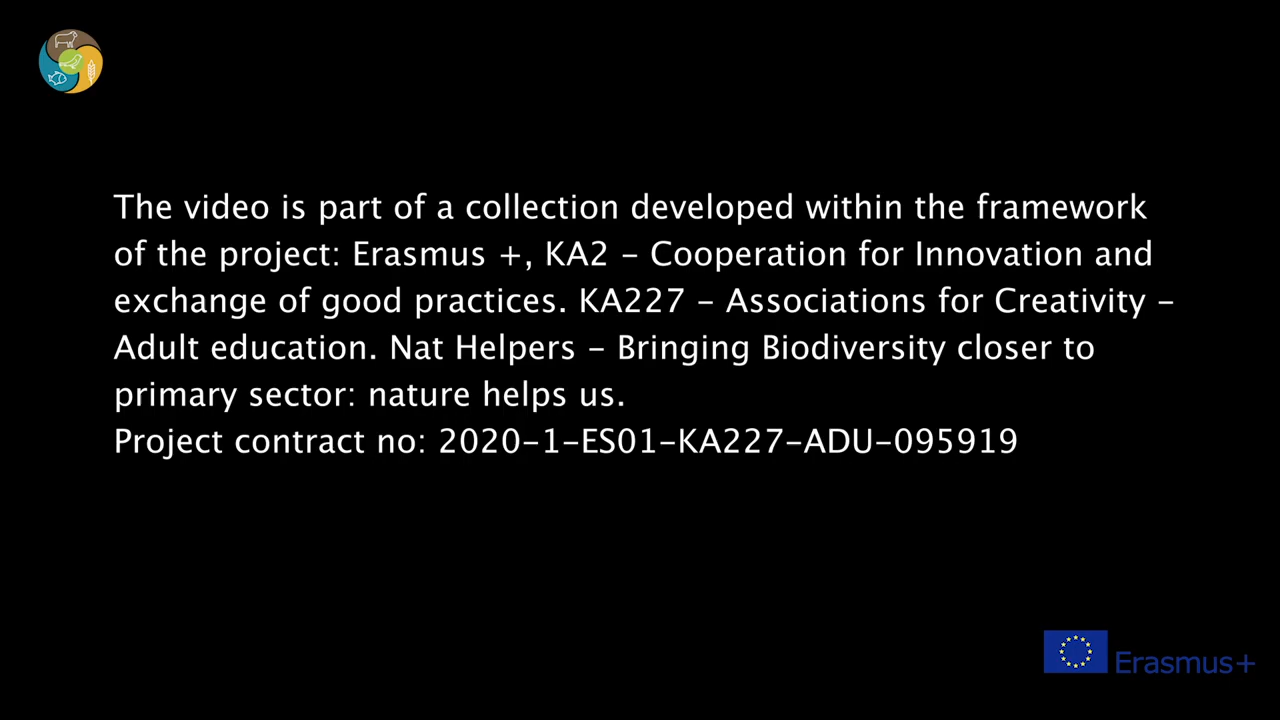 The video is part of a collection developed within the framework
of the project: Erasmus +, KA2 – Cooperation for Innovation and
exchange of good practices. KA227 – Associations for Creativity –
Adult education. Nat Helpers – Bringing Biodiversity closer to
primary sector: nature helps us.
Project contract no: 2020-1-ES01-KA227-ADU-095919
Erasmus+